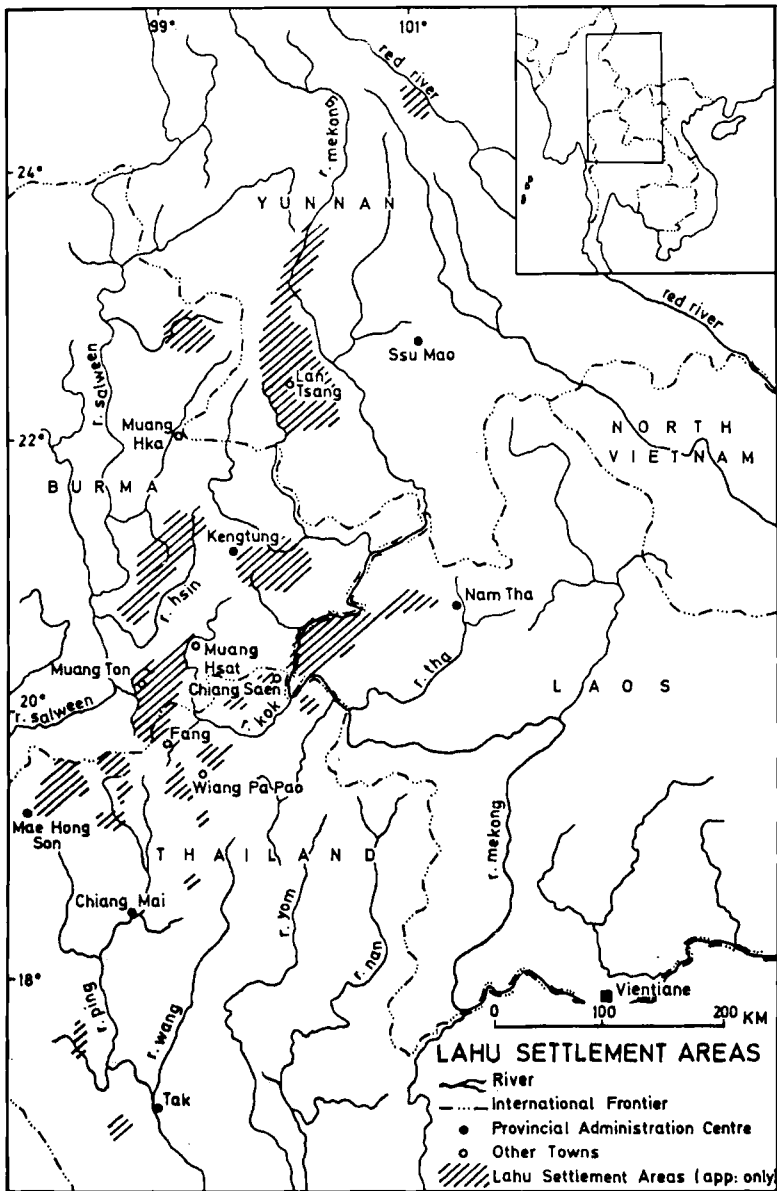 99°
101°
red river
r. mekong
24°
YUNNAN
red river
Ssu Mao
r. salween
Lan
Tsang
22°
Muang
Hka
NORTH
VIETNAM
BURMA
Kengtung
r. hsin
Nam Tha
Muang
Hsat
Muang Ton
Chiang Saen
r. tha
LAOS
20°
r. salween
r. kok
Fang
Wiang Pa Pao
Mae Hong
Son
r. mekong
THAILAND
Chiang Mai
r. yom
r. nan
18°
r. ping
r. wang
Vientiane
0 100 200 KM
Tak
LAHU SETTLEMENT AREAS
River
International Frontier
Provincial Administration Centre
Other Towns
Lahu Settlement Areas (app: only)